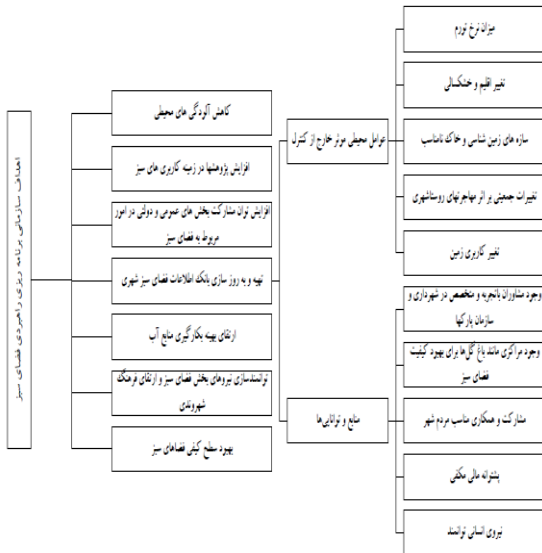 میزان نرخ تورم
تغییر اقلیم و خشکسالی
سازه های زمین شناسی و خاک نامناسب
تغییرات جمعیتی بر اثر مهاجرتهای روستاشهری
تغییر کاربری زمین
وجود مشاوران باتجربه و متخصص در شهرداری و
سازمان پارکها
وجود مراکزی مانند باغ گل‌ها برای بهبود کیفیت
فضای سبز
مشارکت و همکاری مناسب مردم شهر
پشتوانه مالی مکفی
نیروی انسانی توانمند
عوامل محیطی موثر خارج از کنترل
منابع و توانایی‌ها
کاهش آلودگی های محیطی
افزایش پژوهشها در زمینه کاربری های سبز
افزایش توان مشارکت بخش های عمومی و دولتی در امور
مربوط به فضای سبز
تهیه و به روز سازی بانک اطلاعات فضای سبز شهری
ارتقای بهینه بکارگیری منابع آب
توانمندسازی نیروهای بخش فضای سبز و ارتقای فرهنگ
شهروندی
بهبود سطح کیفی فضاهای سبز
اهداف سازمانی برنامه ریزی راهبردی فضای سبز